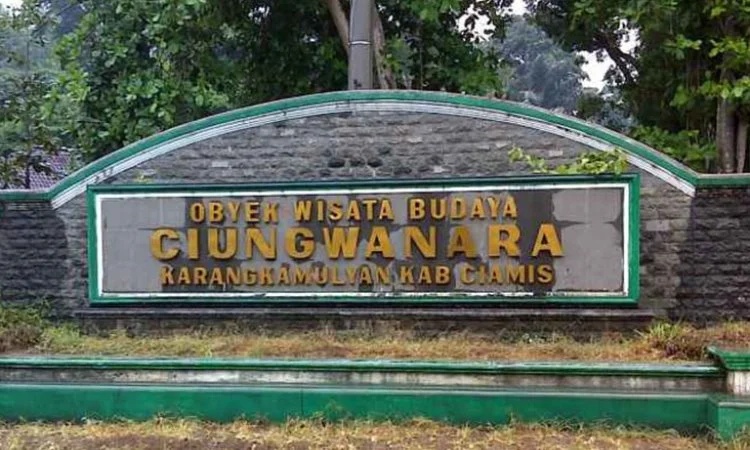 OBYEK WISATA BUDAYA
CIUNGWANARA
KARANGKAMULYAN KAB CIAMIS